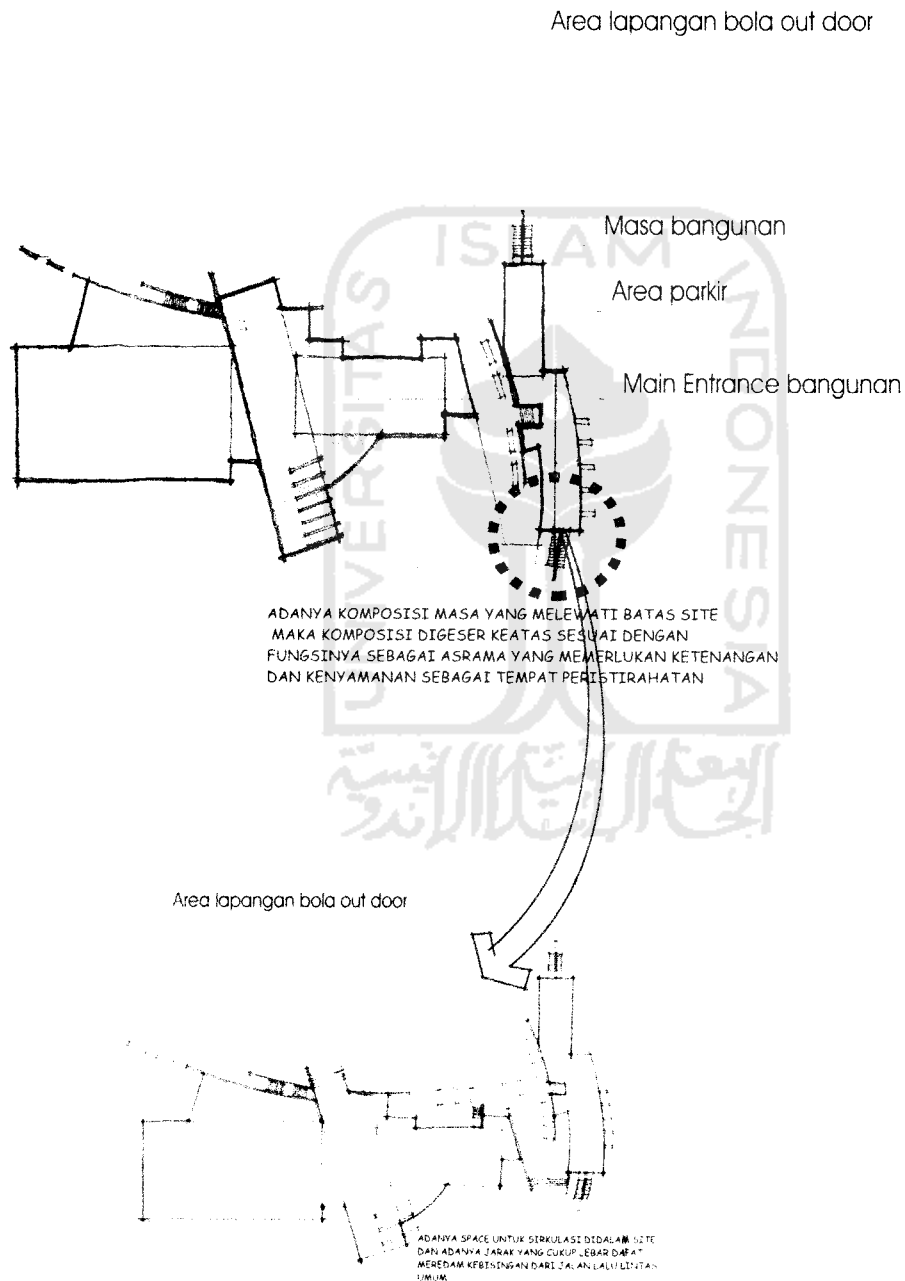 Area lapangan bola out door
Masa bangunan
Area parkir
Main Entrance bangunan
UNIVERSITAS
ISLAM
INDONESIA
ADANYA KOMPOSISI MASA YANG MELEWATI BATAS SITE
MAKA KOMPOSISI DIGESER KEATAS SESUAI DENGAN
FUNGSINYA SEBAGAI ASRAMA YANG MEMERLUKAN KETENANGAN
DAN KENYAMANAN SEBAGAI TEMPAT PERISTIRAHATAN
Area lapangan bola out door
ADANYA SPACE UNTUK SIRKULASI DIDALAM SITE
DAN ADANYA JARAK YANG CUKUP LEBAR DAPAT
MEREDAM KEBISINGAN DARI JALAN LALU LINTAS
UMUM